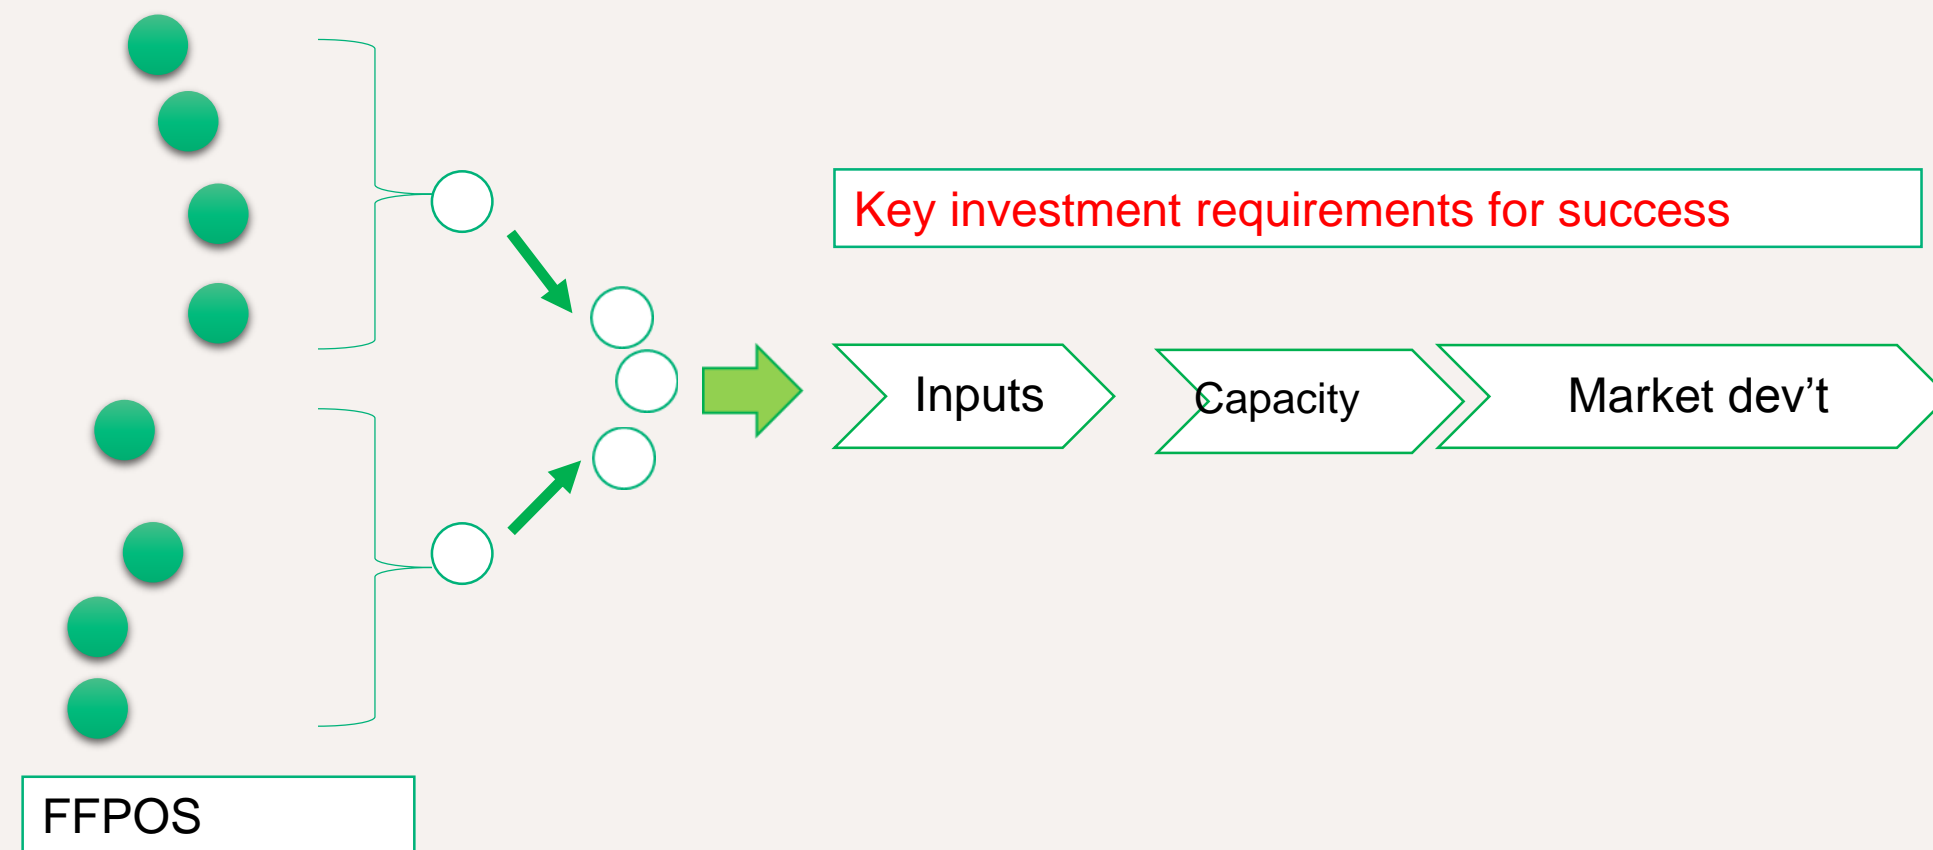 Key investment requirements for success
Inputs
Capacity
Market dev’t
FFPOS